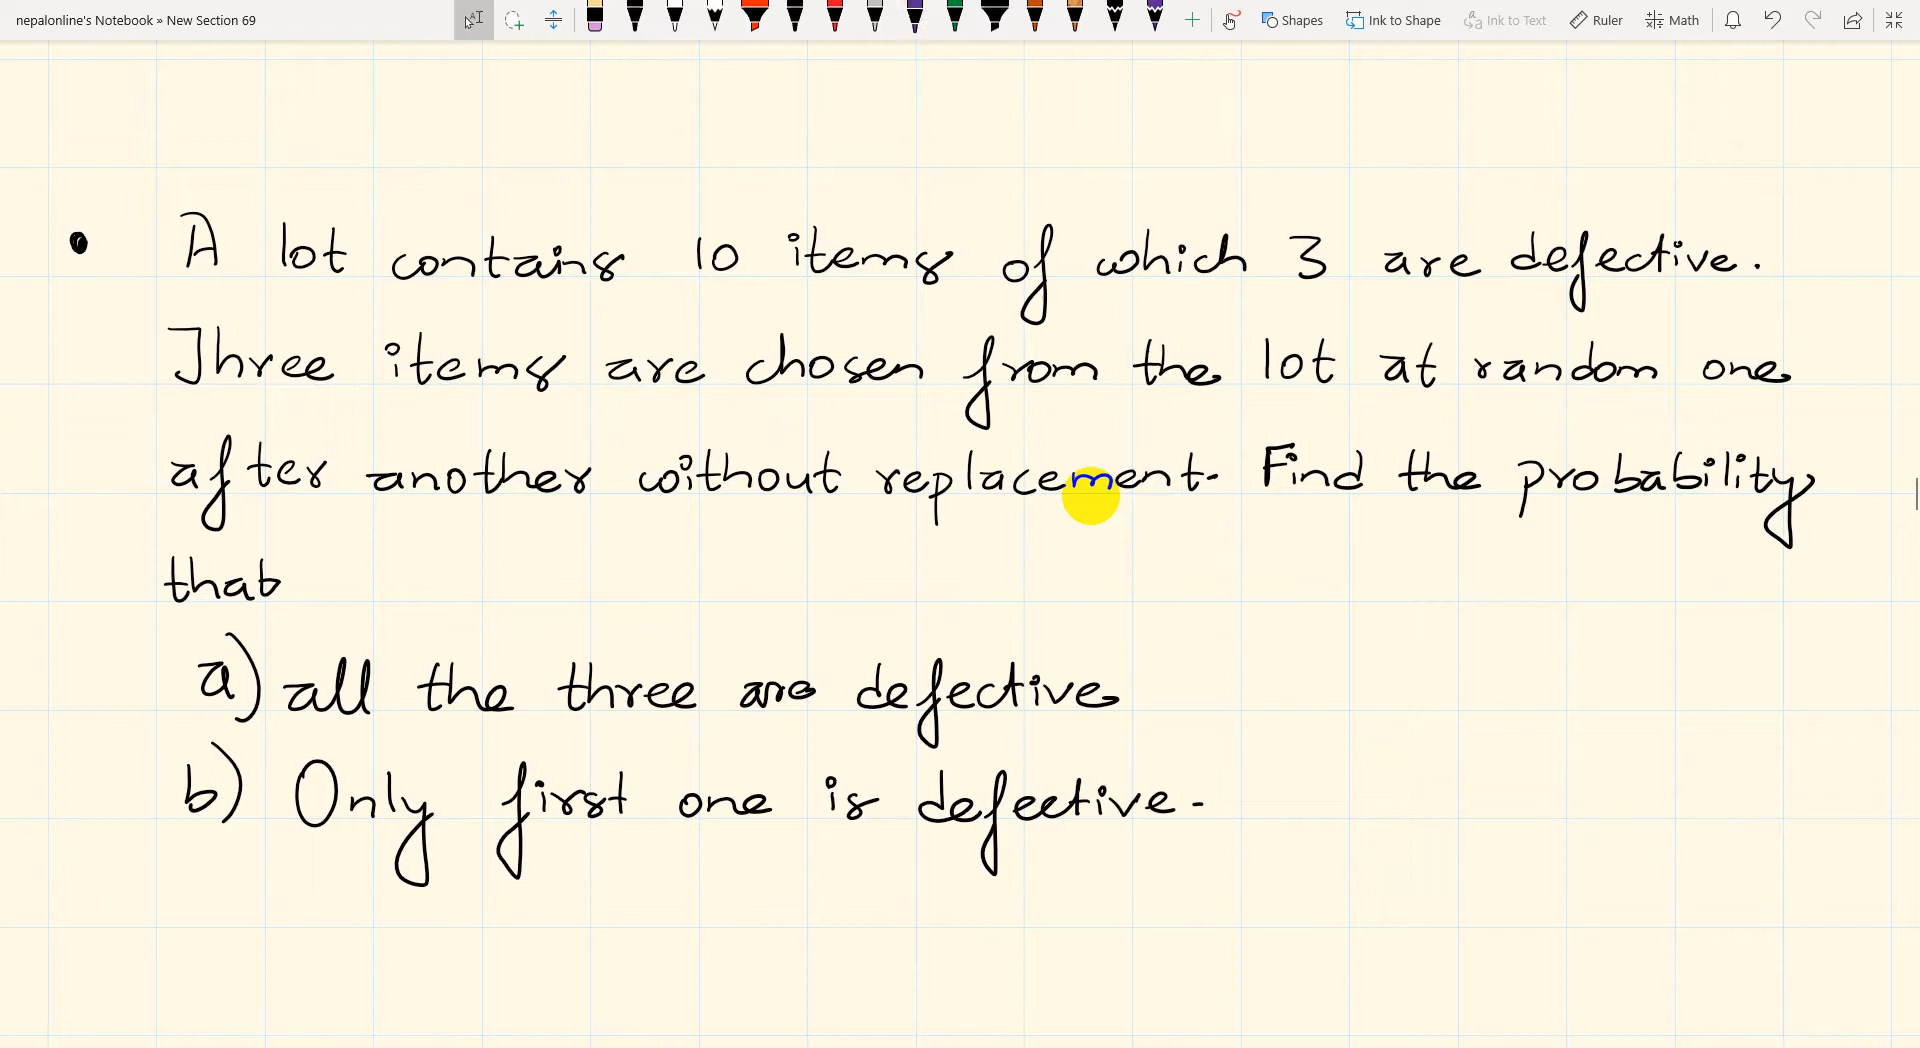 nepalonline's Notebook » New Section 69
Shapes Ink to Shape Ink to Text Ruler Math
A lot contains 10 items of which 3 are defective.
Three items are chosen from the lot at random one
after another without replacement. Find the probability
that
a) all the three are defective
b) Only first one is defective.